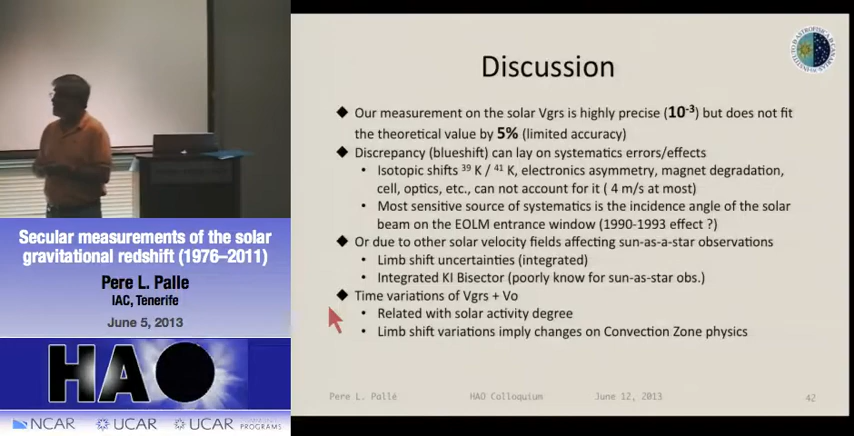 Discussion
◆ Our measurement on the solar Vgrs is highly precise (10⁻³) but does not fit
the theoretical value by 5% (limited accuracy)
◆ Discrepancy (blueshift) can lay on systematics errors/effects
• Isotopic shifts ³⁹ K / ⁴¹ K, electronics asymmetry, magnet degradation,
cell, optics, etc., can not account for it ( 4 m/s at most)
• Most sensitive source of systematics is the incidence angle of the solar
beam on the EOLM entrance window (1990-1993 effect ?)
◆ Or due to other solar velocity fields affecting sun-as-a-star observations
• Limb shift uncertainties (integrated)
• Integrated KI Bisector (poorly know for sun-as-star obs.)
◆ Time variations of Vgrs + Vo
• Related with solar activity degree
• Limb shift variations imply changes on Convection Zone physics
Pere L. Pallé HAO Colloquium June 12, 2013 42
Secular measurements of the solar
gravitational redshift (1976–2011)
Pere L. Palle
IAC, Tenerife
June 5, 2013
HAO
NCAR UCAR UCAR COMMUNITY
PROGRAMS